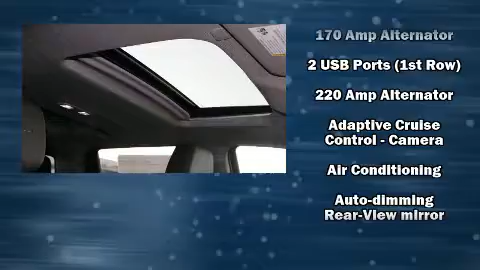 170 Amp Alternator
2 USB Ports (1st Row)
220 Amp Alternator
Adaptive Cruise
Control - Camera
Air Conditioning
Auto-dimming
Rear-View mirror